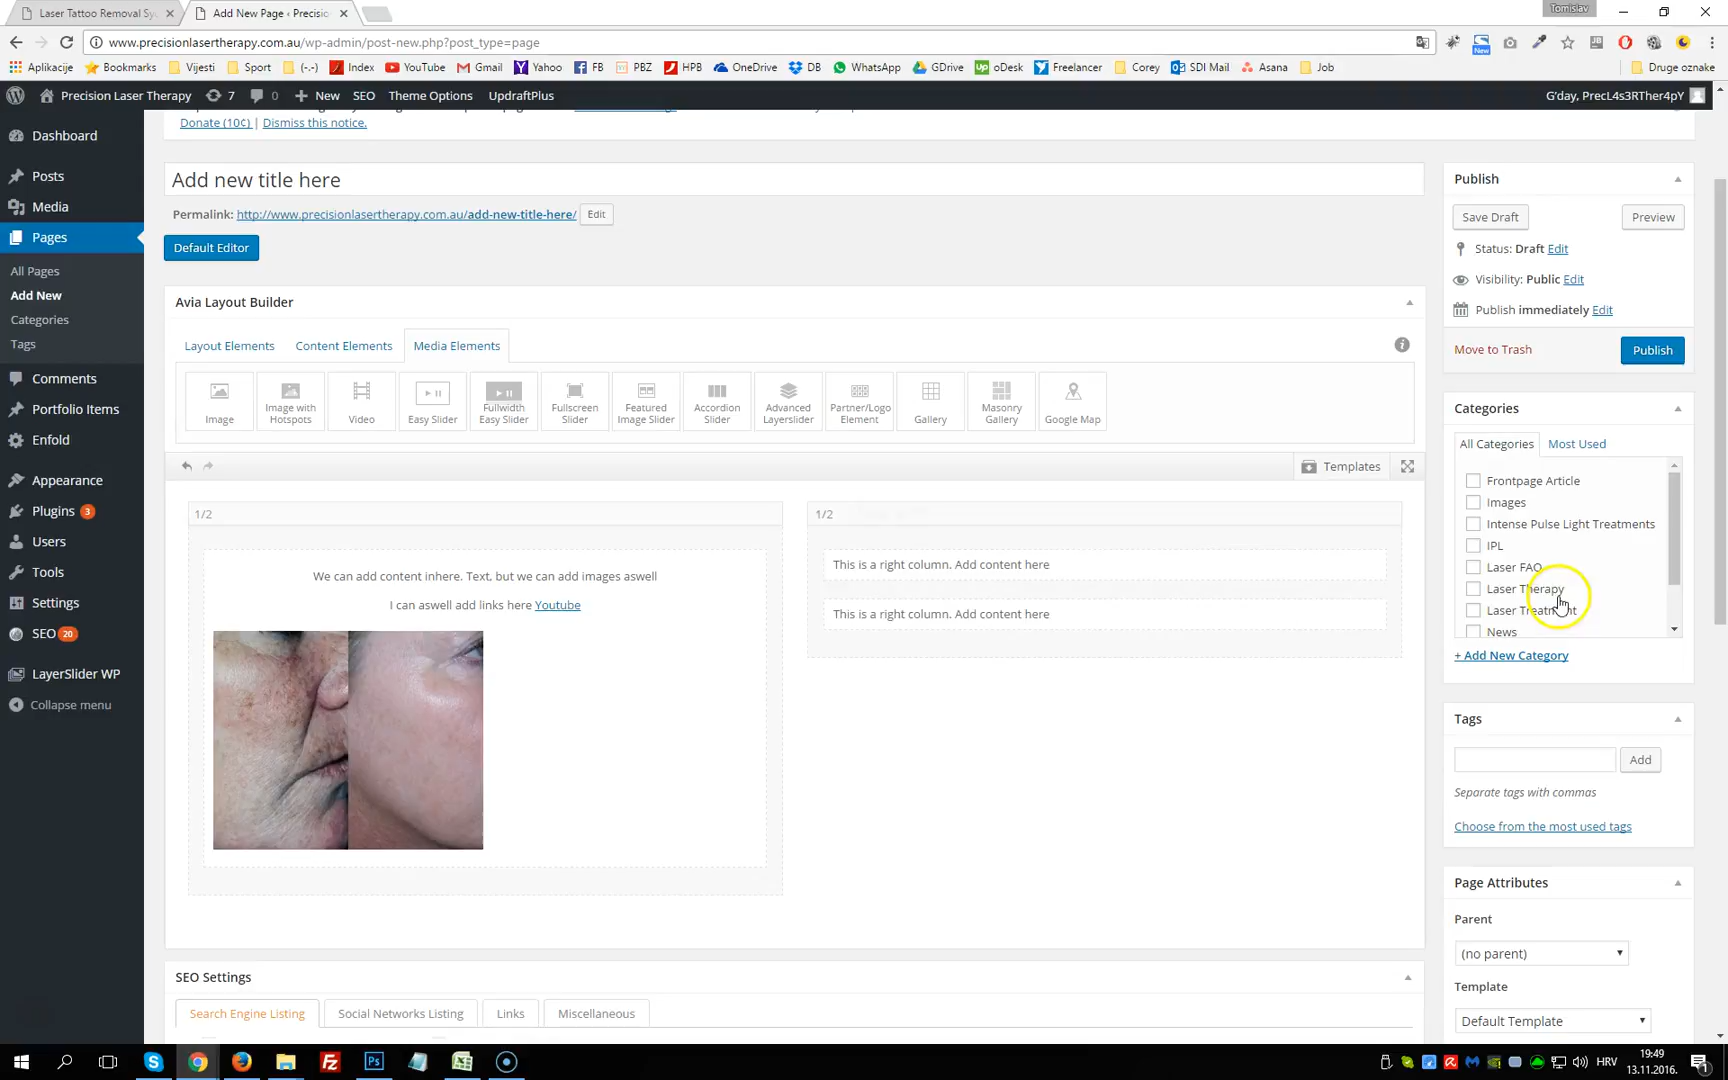 Laser Tattoo Removal Sy
Add New Page ‹ Precisio
Tomislav
www.precisionlasertherapy.com.au/wp-admin/post-new.php?post_type=page
New
Aplikacije Bookmarks Vijesti Sport (-.-) Index YouTube Gmail Yahoo FB PBZ HPB OneDrive DB WhatsApp GDrive oDesk Freelancer Corey SDI Mail Asana Job Druge oznake
Precision Laser Therapy 7 0 New SEO Theme Options UpdraftPlus G'day, PrecL4s3RTher4pY
Donate (10¢) | Dismiss this notice.
Dashboard
Posts
Media
Pages
All Pages
Add New
Categories
Tags
Comments
Portfolio Items
Enfold
Appearance
Plugins 3
Users
Tools
Settings
SEO 20
LayerSlider WP
Collapse menu
Add new title here
Permalink: http://www.precisionlasertherapy.com.au/add-new-title-here/ Edit
Default Editor
Avia Layout Builder
Layout Elements Content Elements Media Elements
Image
Image with Hotspots
Video
Easy Slider
Fullwidth Easy Slider
Fullscreen Slider
Featured Image Slider
Accordion Slider
Advanced Layerslider
Partner/Logo Element
Gallery
Masonry Gallery
Google Map
Templates
1/2
We can add content inhere. Text, but we can add images aswell
I can aswell add links here Youtube
1/2
This is a right column. Add content here
This is a right column. Add content here
SEO Settings
Search Engine Listing Social Networks Listing Links Miscellaneous
Publish
Save Draft Preview
Status: Draft Edit
Visibility: Public Edit
Publish immediately Edit
Move to Trash Publish
Categories
All Categories Most Used
Frontpage Article
Images
Intense Pulse Light Treatments
IPL
Laser FAQ
Laser Therapy
Laser Treatment
News
+ Add New Category
Tags
Add
Separate tags with commas
Choose from the most used tags
Page Attributes
Parent
(no parent)
Template
Default Template
HRV
19:49
13.11.2016.
1